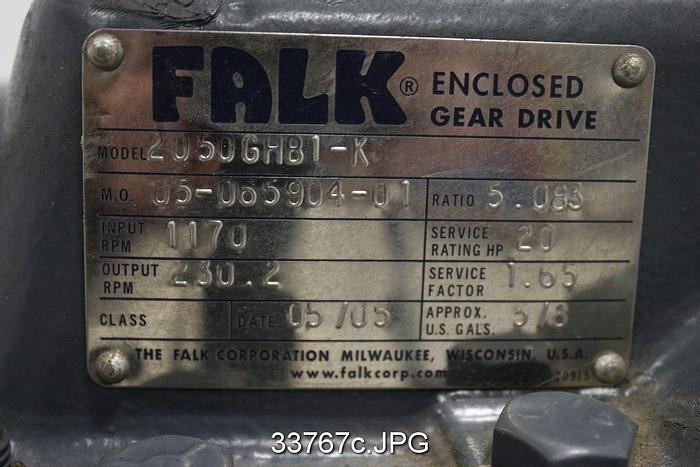 FALK® ENCLOSED
GEAR DRIVE
MODEL 2050GHB1-K
M.O. 05-065904-01 RATIO 5.083
INPUT RPM 1170 SERVICE RATING HP 20
OUTPUT RPM 230.2 SERVICE FACTOR 1.65
CLASS DATE 05/05 APPROX. U.S. GALS. 5/8
THE FALK CORPORATION MILWAUKEE, WISCONSIN, U.S.A.
www.falkcorp.com
33767c.JPG